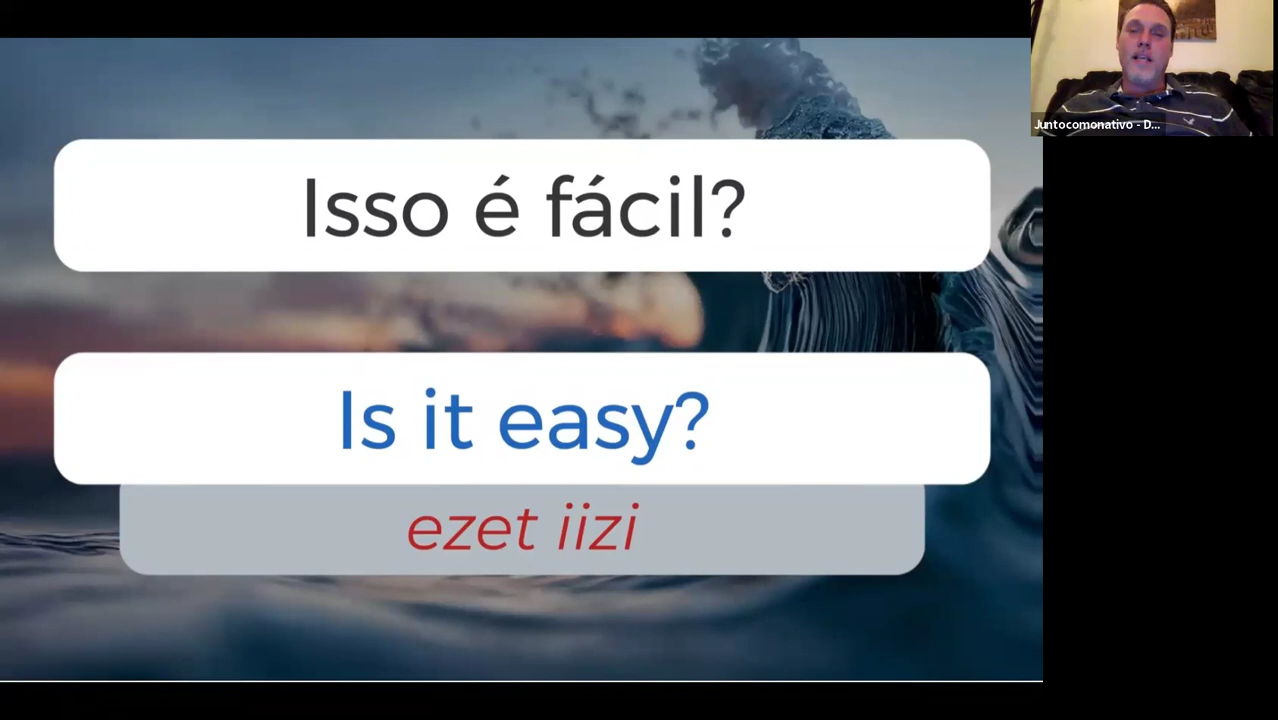 Isso é fácil?
Is it easy?
ezet iizi
Juntocomonativo - D...